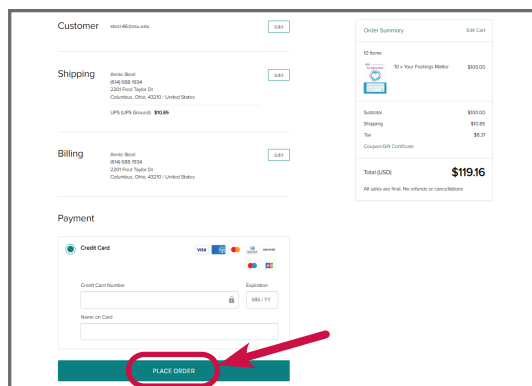 Customer
steel.46@osu.edu
Edit
Shipping
Annie Steel
(614) 688-1934
2201 Fred Taylor Dr
Columbus, Ohio, 43210 / United States
UPS (UPS Ground) $10.85
Edit
Billing
Annie Steel
(614) 688-1934
2201 Fred Taylor Dr
Columbus, Ohio, 43210 / United States
Edit
Payment
Credit Card
VISA
Credit Card Number
Expiration
MM / YY
Name on Card
PLACE ORDER
Order Summary
Edit Cart
10 Items
10 x Your Feelings Matter
$100.00
Subtotal
$100.00
Shipping
$10.85
Tax
$8.31
Coupon/Gift Certificate
Total (USD)
$119.16
All sales are final. No refunds or cancellations